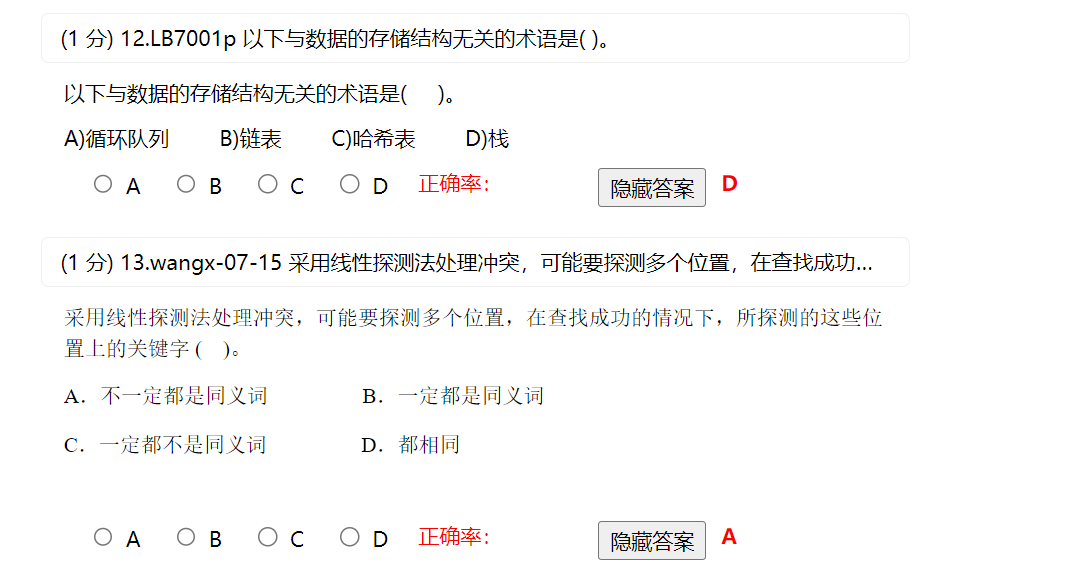 (1 分) 12.LB7001p 以下与数据的存储结构无关的术语是( )。
以下与数据的存储结构无关的术语是( )。
A)循环队列 B)链表 C)哈希表 D)栈
A B C D 正确率： 隐藏答案 D
(1 分) 13.wangx-07-15 采用线性探测法处理冲突，可能要探测多个位置，在查找成功...
采用线性探测法处理冲突，可能要探测多个位置，在查找成功的情况下，所探测的这些位
置上的关键字 ( )。
A．不一定都是同义词 B．一定都是同义词
C．一定都不是同义词 D．都相同
A B C D 正确率： 隐藏答案 A